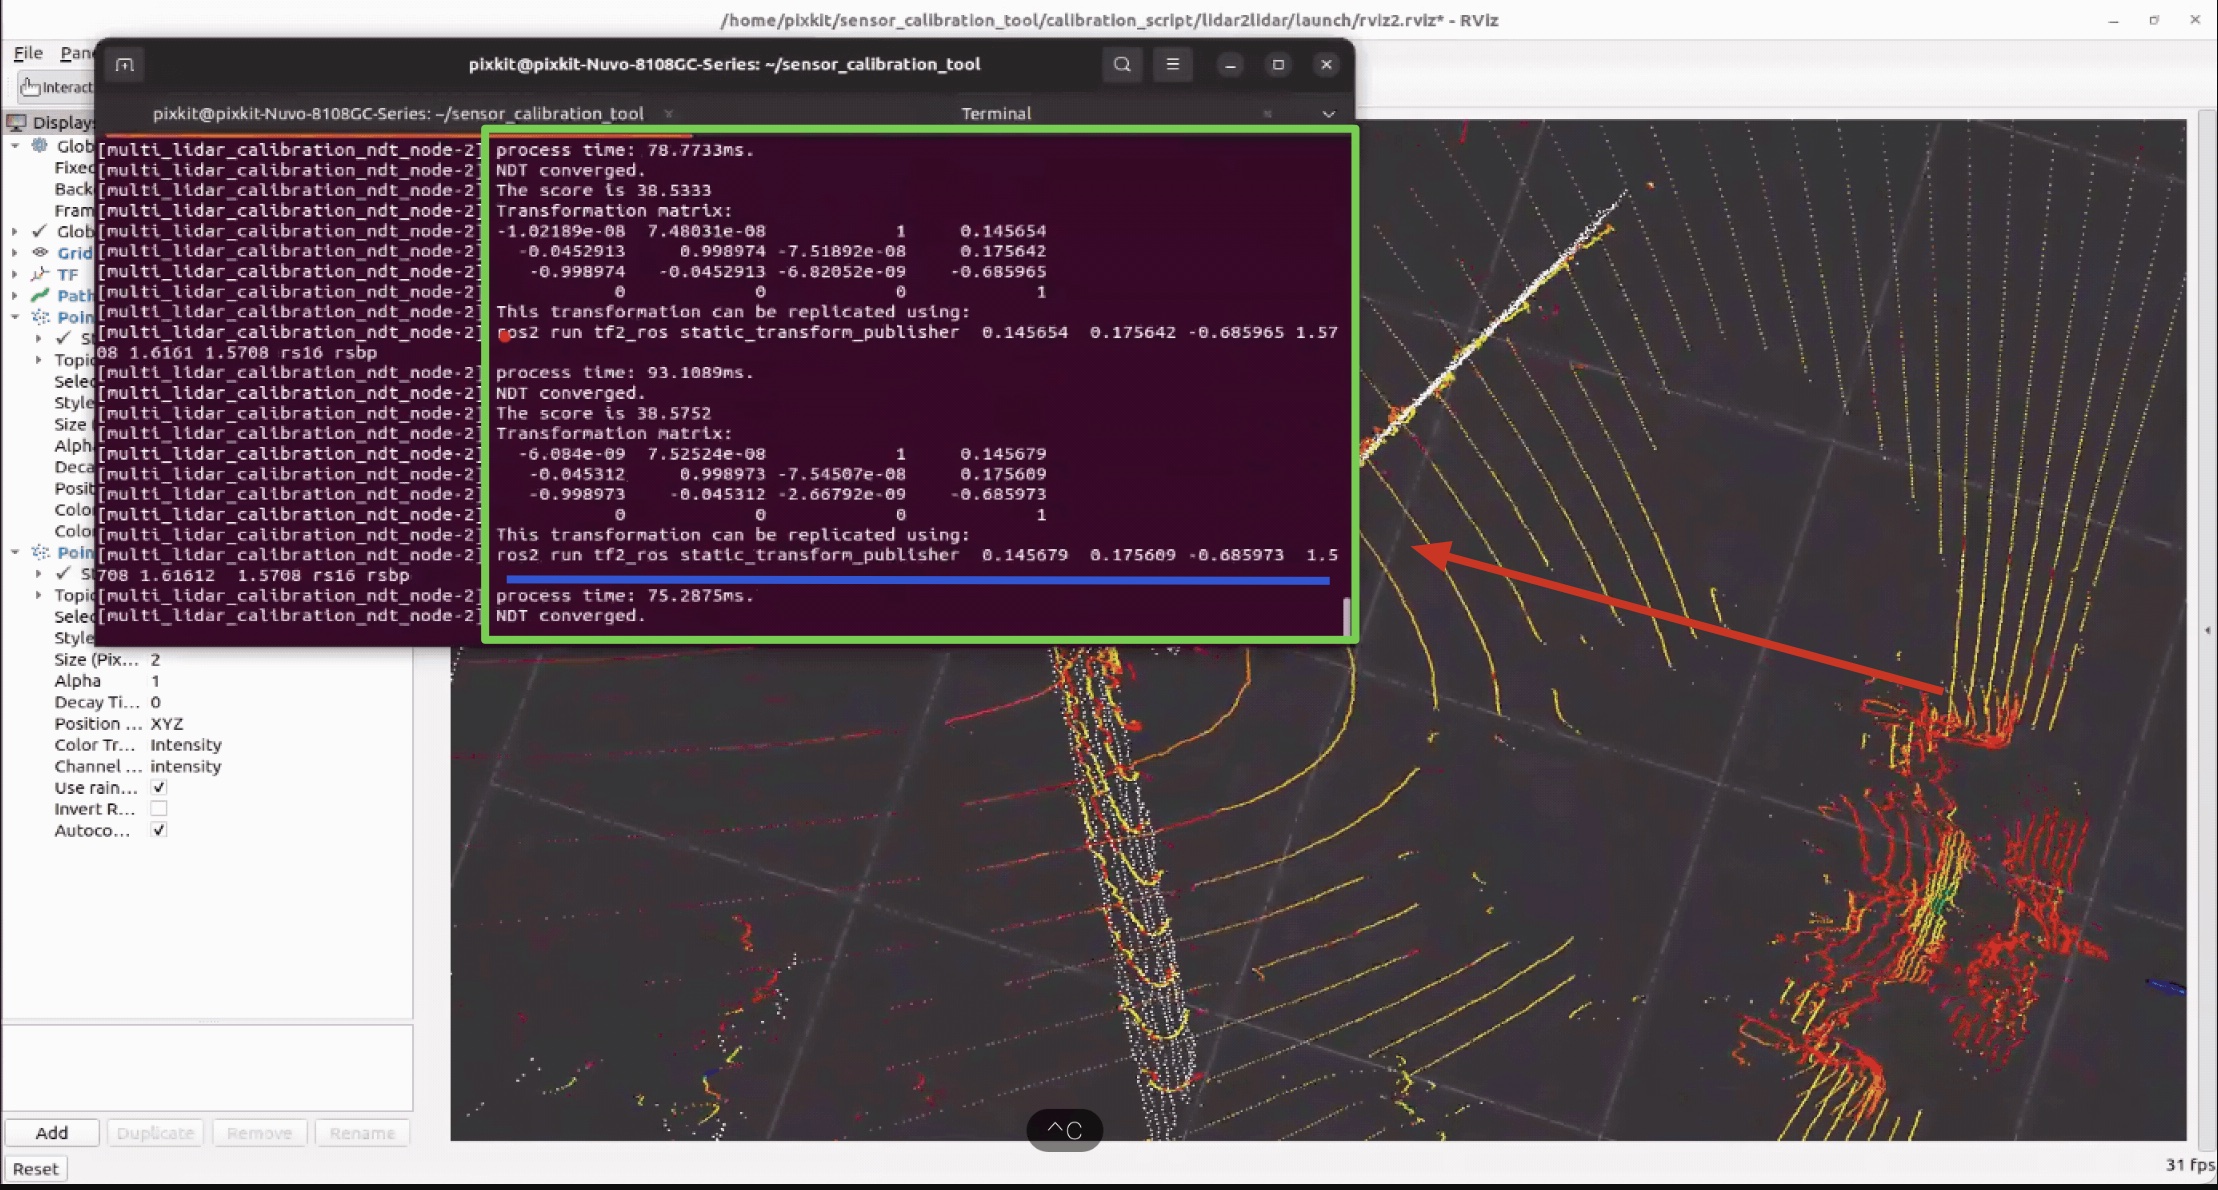 /home/pixkit/sensor_calibration_tool/calibration_script/lidar2lidar/launch/rviz2.rviz* - RViz
File Pane
Interact
pixkit@pixkit-Nuvo-8108GC-Series: ~/sensor_calibration_tool
pixkit@pixkit-Nuvo-8108GC-Series: ~/sensor_calibration_tool Terminal
Displays
Glob
Fixed
Back
Fram
Glob
Grid
TF
Path
Poin
St
Topi
Selec
Style
Size (
Alph
Deca
Posit
Colo
Colo
Poin
St
Topi
Selec
Style
[multi_lidar_calibration_ndt_node-2] process time: 78.7733ms.
[multi_lidar_calibration_ndt_node-2] NDT converged.
[multi_lidar_calibration_ndt_node-2] The score is 38.5333
[multi_lidar_calibration_ndt_node-2] Transformation matrix:
[multi_lidar_calibration_ndt_node-2] -1.02189e-08 7.48031e-08 1 0.145654
[multi_lidar_calibration_ndt_node-2] -0.0452913 0.998974 -7.51892e-08 0.175642
[multi_lidar_calibration_ndt_node-2] -0.998974 -0.0452913 -6.82052e-09 -0.685965
[multi_lidar_calibration_ndt_node-2] 0 0 0 1
[multi_lidar_calibration_ndt_node-2] This transformation can be replicated using:
[multi_lidar_calibration_ndt_node-2] ros2 run tf2_ros static_transform_publisher 0.145654 0.175642 -0.685965 1.57
08 1.6161 1.5708 rs16 rsbp
[multi_lidar_calibration_ndt_node-2] process time: 93.1089ms.
[multi_lidar_calibration_ndt_node-2] NDT converged.
[multi_lidar_calibration_ndt_node-2] The score is 38.5752
[multi_lidar_calibration_ndt_node-2] Transformation matrix:
[multi_lidar_calibration_ndt_node-2] -6.084e-09 7.52524e-08 1 0.145679
[multi_lidar_calibration_ndt_node-2] -0.045312 0.998973 -7.54507e-08 0.175609
[multi_lidar_calibration_ndt_node-2] -0.998973 -0.045312 -2.66792e-09 -0.685973
[multi_lidar_calibration_ndt_node-2] 0 0 0 1
[multi_lidar_calibration_ndt_node-2] This transformation can be replicated using:
[multi_lidar_calibration_ndt_node-2] ros2 run tf2_ros static_transform_publisher 0.145679 0.175609 -0.685973 1.5
708 1.61612 1.5708 rs16 rsbp
[multi_lidar_calibration_ndt_node-2] process time: 75.2875ms.
[multi_lidar_calibration_ndt_node-2] NDT converged.
Size (Pix... 2
Alpha 1
Decay Ti... 0
Position ... XYZ
Color Tr... Intensity
Channel ... intensity
Use rain...
Invert R...
Autoco...
Add Duplicate Remove Rename
^C
Reset
31 fps